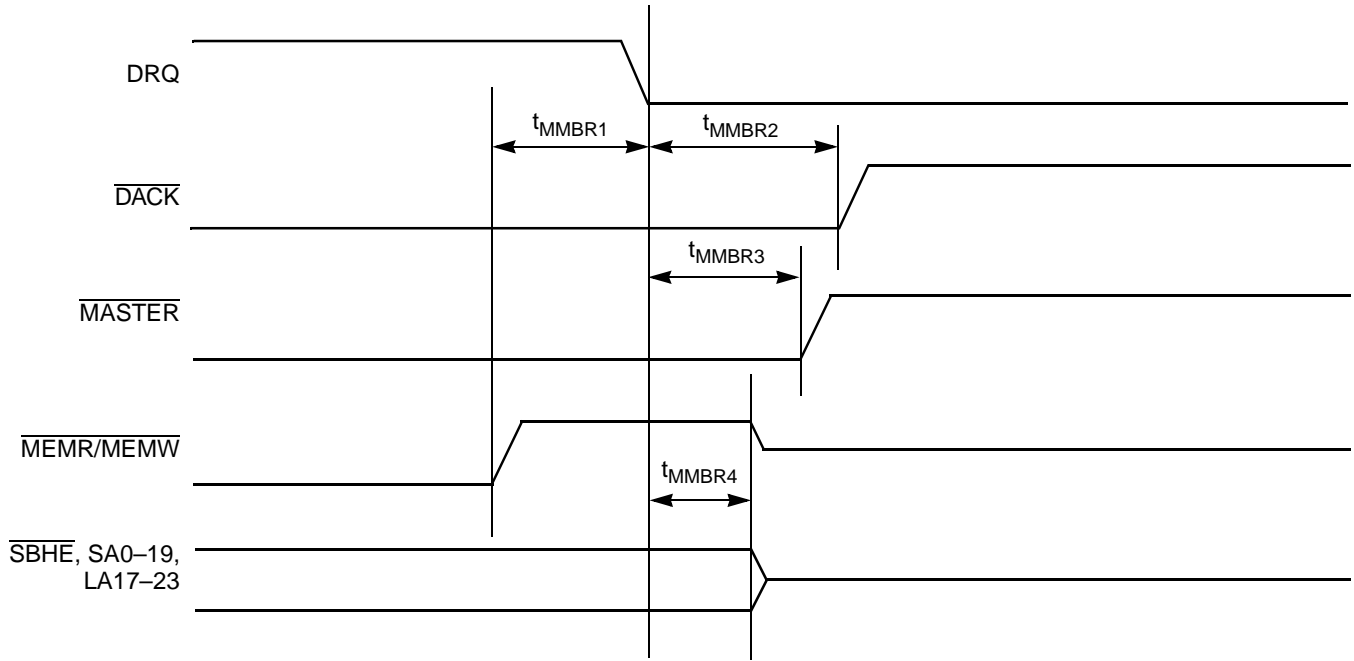 DRQ
tMMBR1
tMMBR2
DACK
tMMBR3
MASTER
MEMR/MEMW
tMMBR4
SBHE, SA0–19,
LA17–23